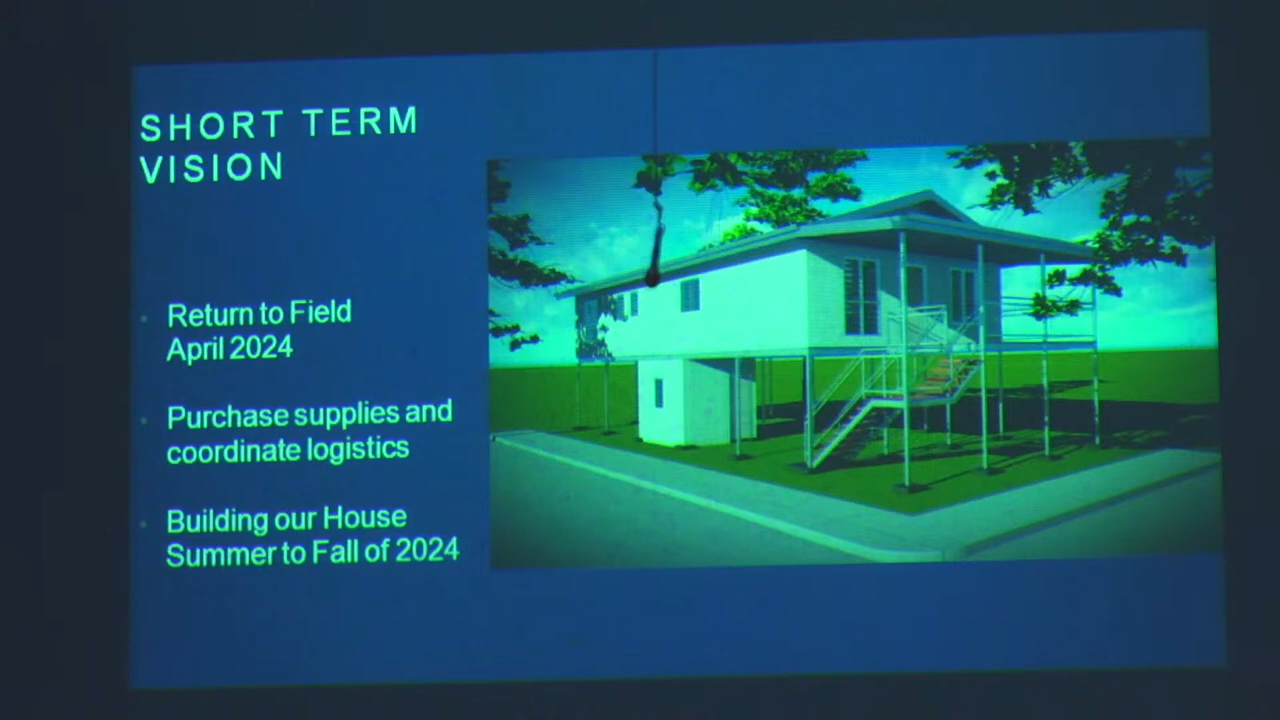 SHORT TERM
VISION
Return to Field
April 2024
Purchase supplies and
coordinate logistics
Building our House
Summer to Fall of 2024